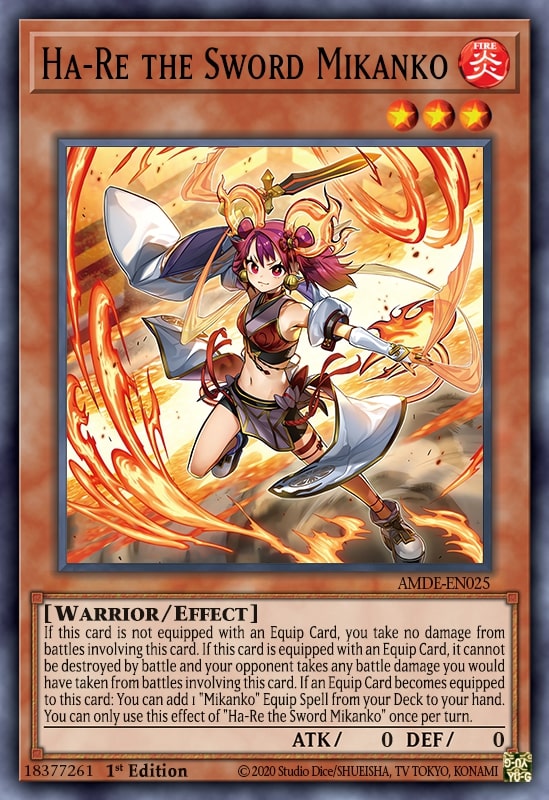 Ha-Re the Sword Mikanko
FIRE
炎
AMDE-EN025
[Warrior/Effect]
If this card is not equipped with an Equip Card, you take no damage from
battles involving this card. If this card is equipped with an Equip Card, it cannot
be destroyed by battle and your opponent takes any battle damage you would
have taken from battles involving this card. If an Equip Card becomes equipped
to this card: You can add 1 "Mikanko" Equip Spell from your Deck to your hand.
You can only use this effect of "Ha-Re the Sword Mikanko" once per turn.
ATK/ 0 DEF/ 0
18377261 1st Edition ©2020 Studio Dice/SHUEISHA, TV TOKYO, KONAMI